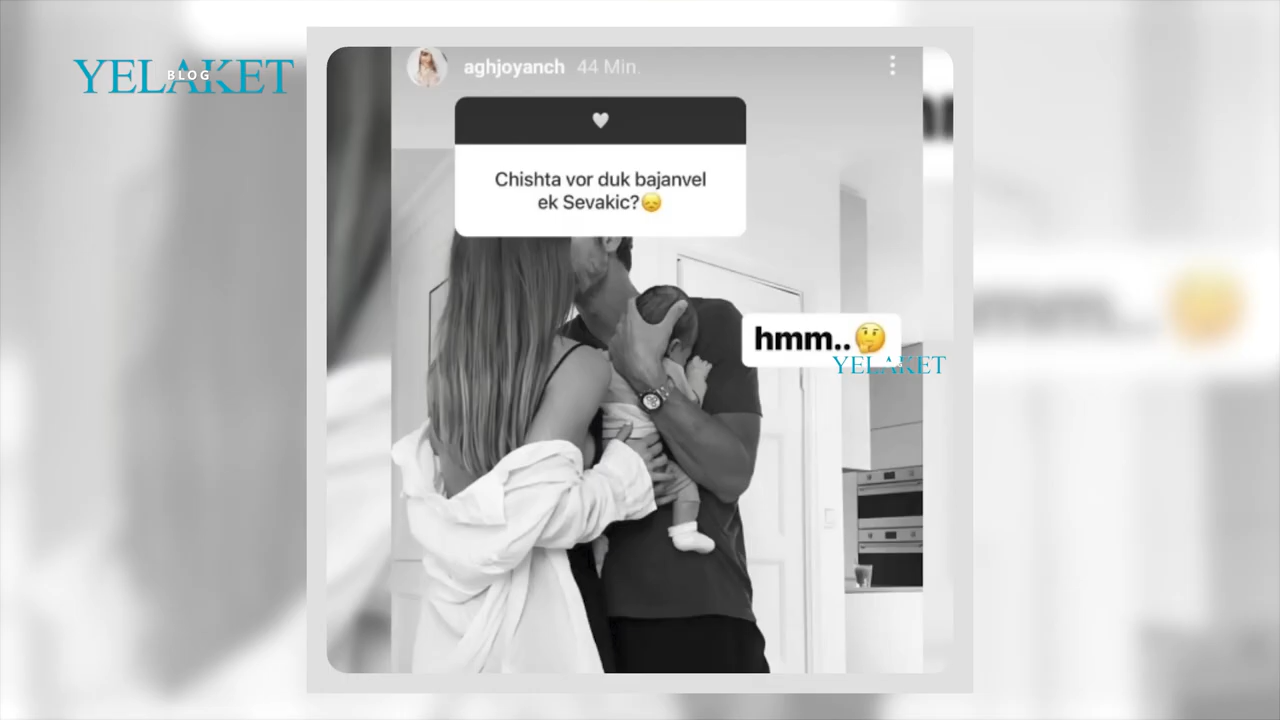 YELAKET
BLOG
aghjoyanch 44 Min.
Chishta vor duk bajanvel
ek Sevakic?😞
hmm..🤔
YELAKET